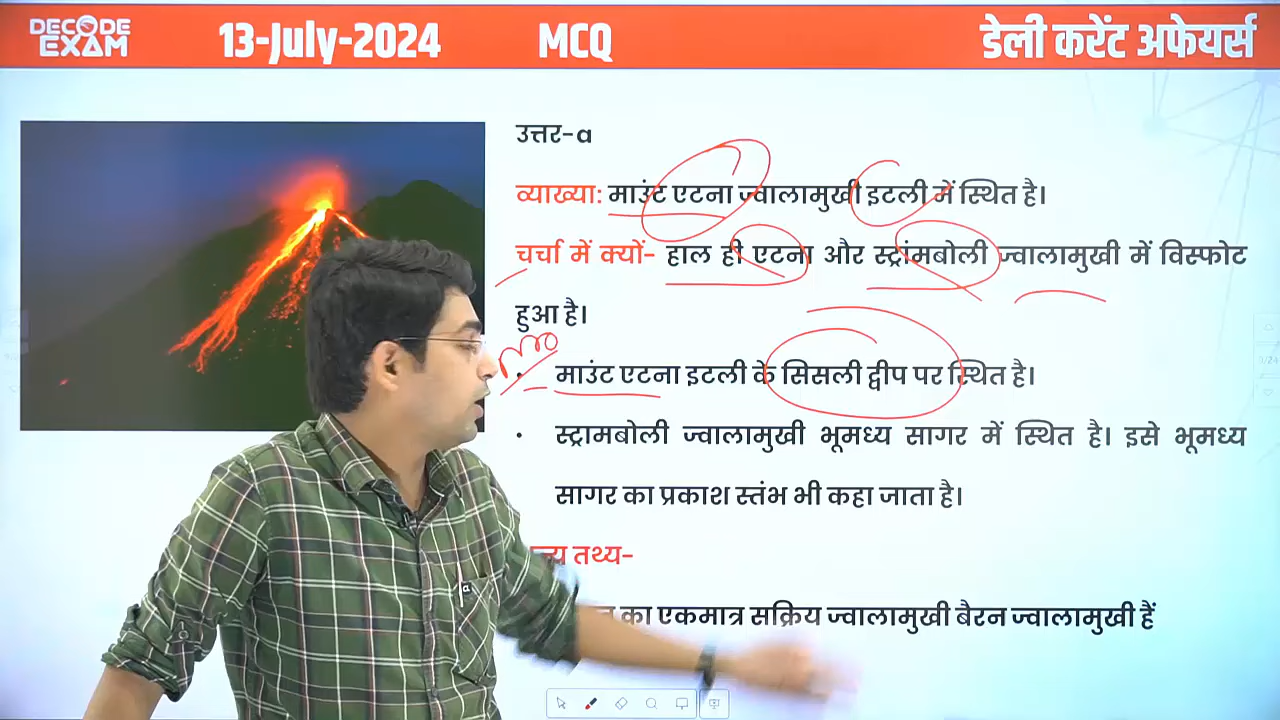 DECODE EXAM
13-July-2024
MCQ
डेली करेंट अफेयर्स
उत्तर-a
व्याख्या: माउंट एटना ज्वालामुखी इटली में स्थित है।
चर्चा में क्यों- हाल ही एटना और स्ट्रांमबोली ज्वालामुखी में विस्फोट
हुआ है।
• माउंट एटना इटली के सिसली द्वीप पर स्थित है।
• स्ट्रामबोली ज्वालामुखी भूमध्य सागर में स्थित है। इसे भूमध्य
सागर का प्रकाश स्तंभ भी कहा जाता है।
तथ्य-
का एकमात्र सक्रिय ज्वालामुखी बैरन ज्वालामुखी हैं